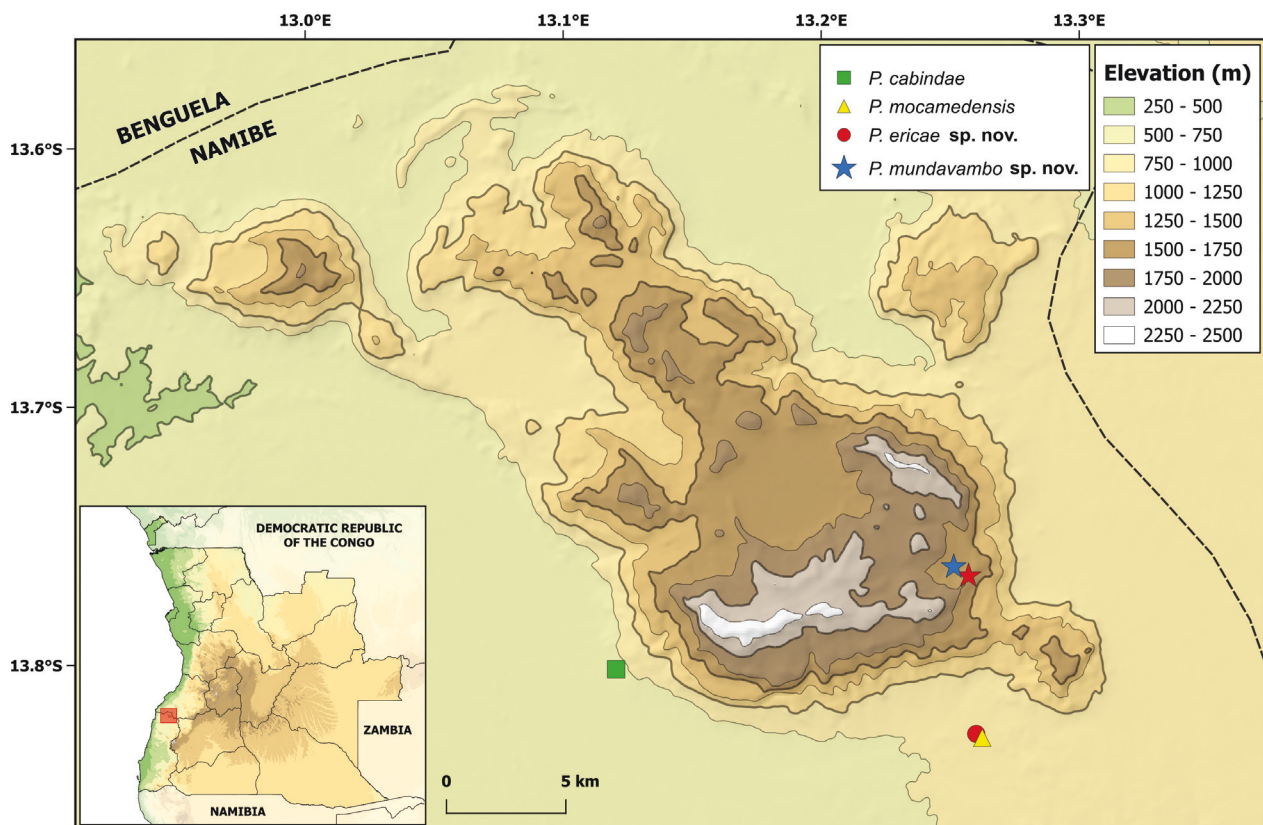 13.0°E
13.1°E
13.2°E
13.3°E
13.6°S
13.7°S
13.8°S
BENGUELA
NAMIBE
P. cabindae
P. mocamedensis
P. ericae sp. nov.
P. mundavambo sp. nov.
Elevation (m)
250 - 500
500 - 750
750 - 1000
1000 - 1250
1250 - 1500
1500 - 1750
1750 - 2000
2000 - 2250
2250 - 2500
DEMOCRATIC REPUBLIC
OF THE CONGO
ZAMBIA
NAMIBIA
0
5 km